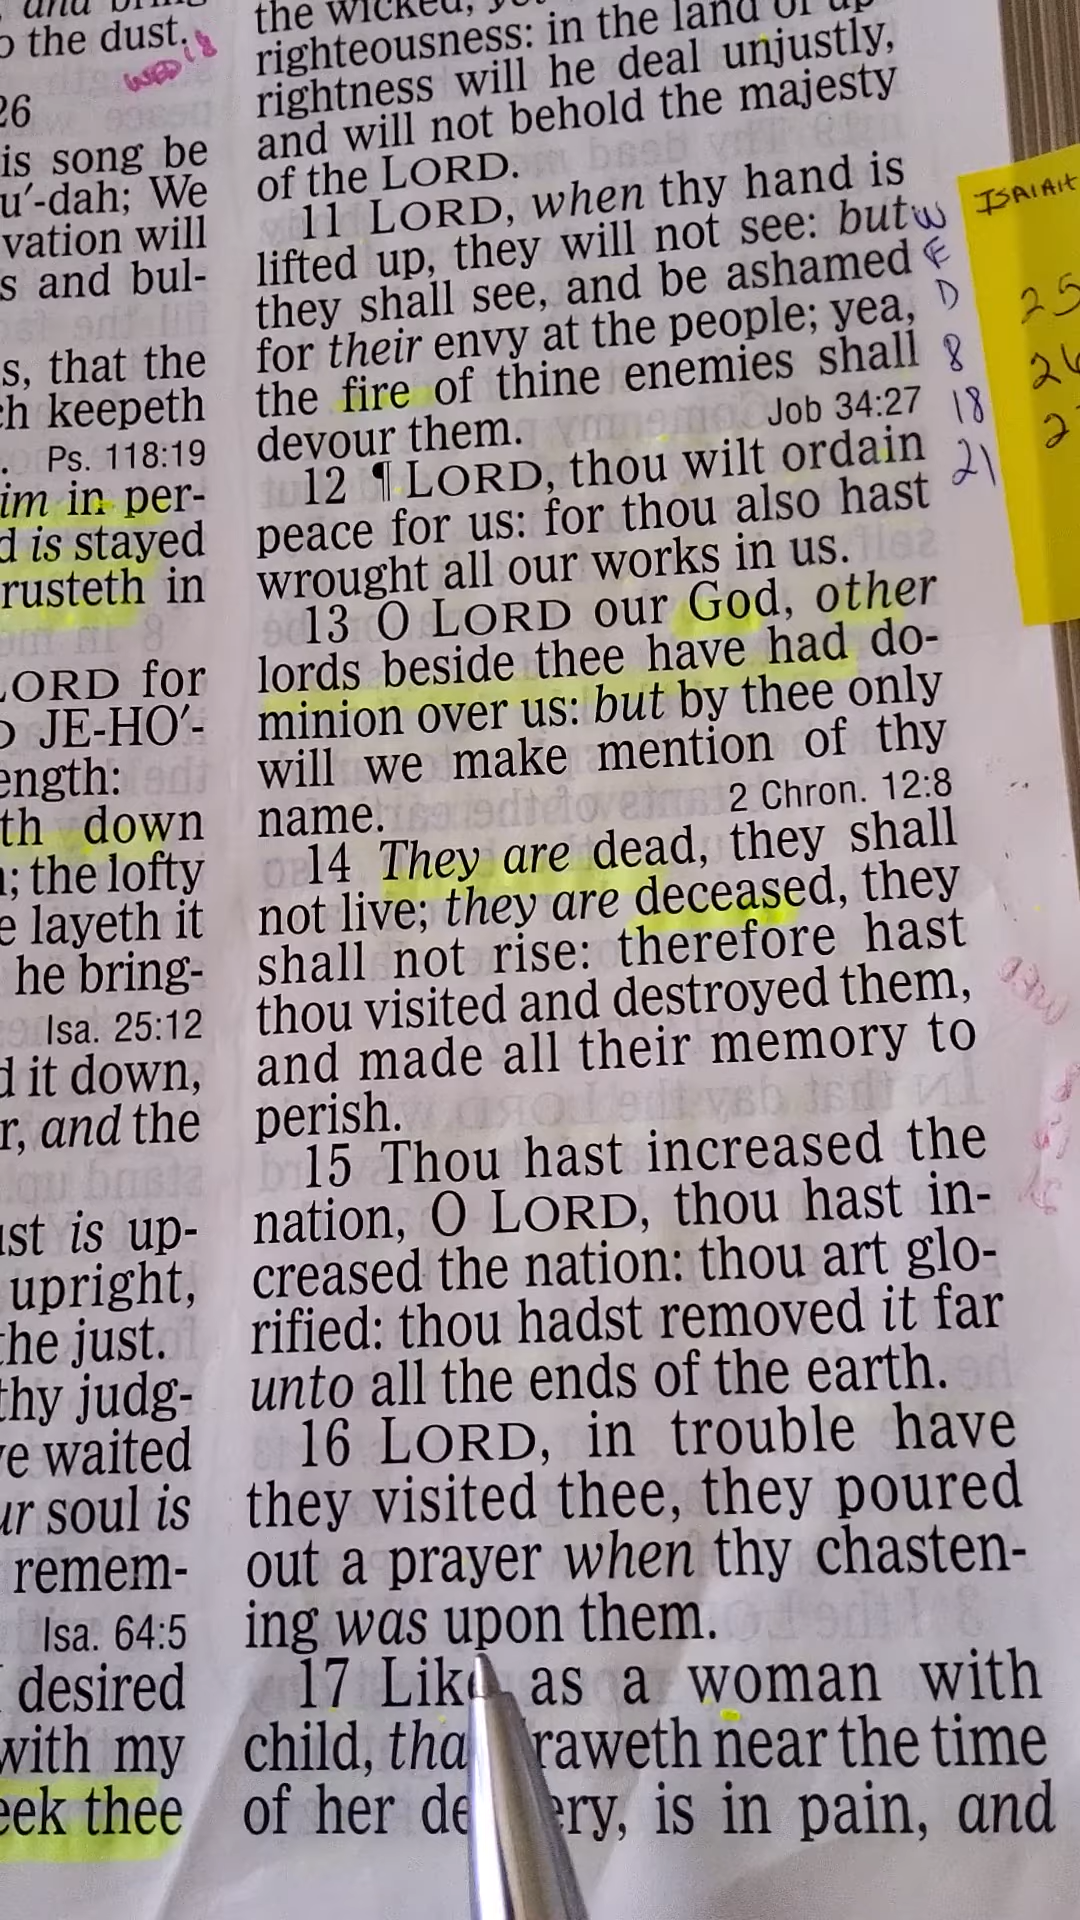 o the dust.
WED 18
26
is song be
u′-dah; We
vation will
s and bul-
s, that the
ch keepeth
. Ps. 118:19
im in per-
d is stayed
rusteth in
LORD for
JE-HO′-
ength:
th down
; the lofty
e layeth it
he bring-
Isa. 25:12
d it down,
r, and the
ust is up-
upright,
the just.
thy judg-
ve waited
ur soul is
remem-
Isa. 64:5
desired
with my
eek thee
the wicked,
righteousness: in the land of up
rightness will he deal unjustly,
and will not behold the majesty
of the LORD.
11 LORD, when thy hand is
lifted up, they will not see: but
they shall see, and be ashamed
for their envy at the people; yea,
the fire of thine enemies shall
devour them. Job 34:27
12 ¶ LORD, thou wilt ordain
peace for us: for thou also hast
wrought all our works in us.
13 O LORD our God, other
lords beside thee have had do-
minion over us: but by thee only
will we make mention of thy
name. 2 Chron. 12:8
14 They are dead, they shall
not live; they are deceased, they
shall not rise: therefore hast
thou visited and destroyed them,
and made all their memory to
perish.
15 Thou hast increased the
nation, O LORD, thou hast in-
creased the nation: thou art glo-
rified: thou hadst removed it far
unto all the ends of the earth.
16 LORD, in trouble have
they visited thee, they poured
out a prayer when thy chasten-
ing was upon them.
17 Like as a woman with
child, tha raweth near the time
of her de ery, is in pain, and
W
F
D
8
18
21
ISAIAH
25
26
2